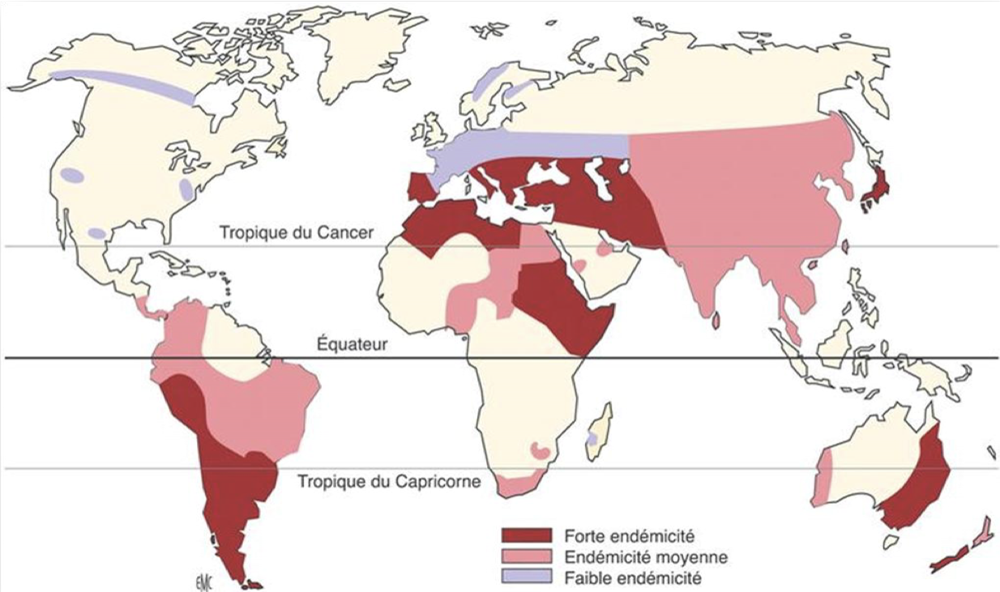 Tropique du Cancer
Équateur
Tropique du Capricorne
Forte endémicité
Endémicité moyenne
Faible endémicité
EMC